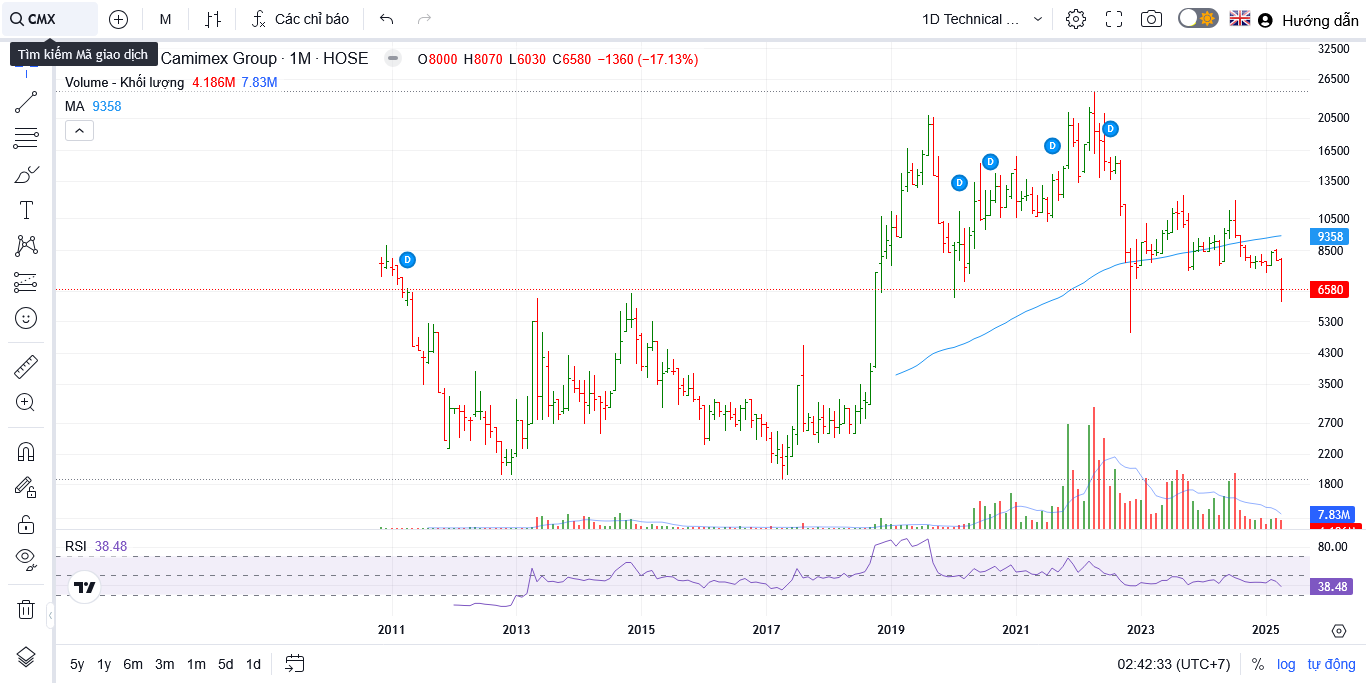 CMX
M
Các chỉ báo
1D Technical ...
Hướng dẫn
Tìm kiếm Mã giao dịch
Camimex Group · 1M · HOSE
O8000 H8070 L6030 C6580 −1360 (−17.13%)
Volume - Khối lượng 4.186M 7.83M
MA 9358
32500
26500
20500
16500
13500
10500
9358
8500
6580
5300
4300
3500
2700
2200
1800
7.83M
D
D
D
D
D
RSI 38.48
80.00
38.48
2011
2013
2015
2017
2019
2021
2023
2025
5y 1y 6m 3m 1m 5d 1d
02:42:33 (UTC+7)
% log tự động